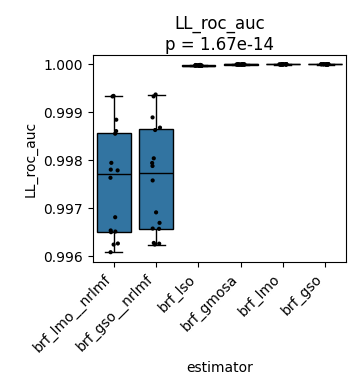 LL_roc_auc
p = 1.67e-14
LL_roc_auc
1.000
0.999
0.998
0.997
0.996
brf_lmo__nrlmf
brf_gso__nrlmf
brf_lso
brf_gmosa
brf_lmo
brf_gso
estimator